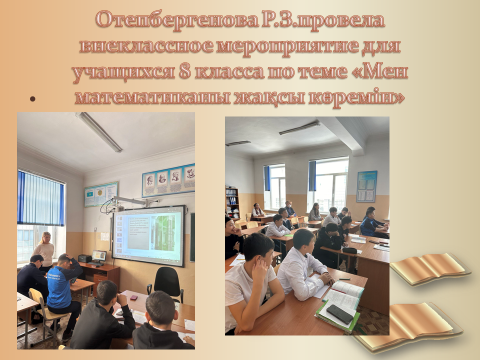 Отепбергенова Р.З.провела
внеклассное мероприятие для
учащихся 8 класса по теме «Мен
математиканы жақсы көремін»